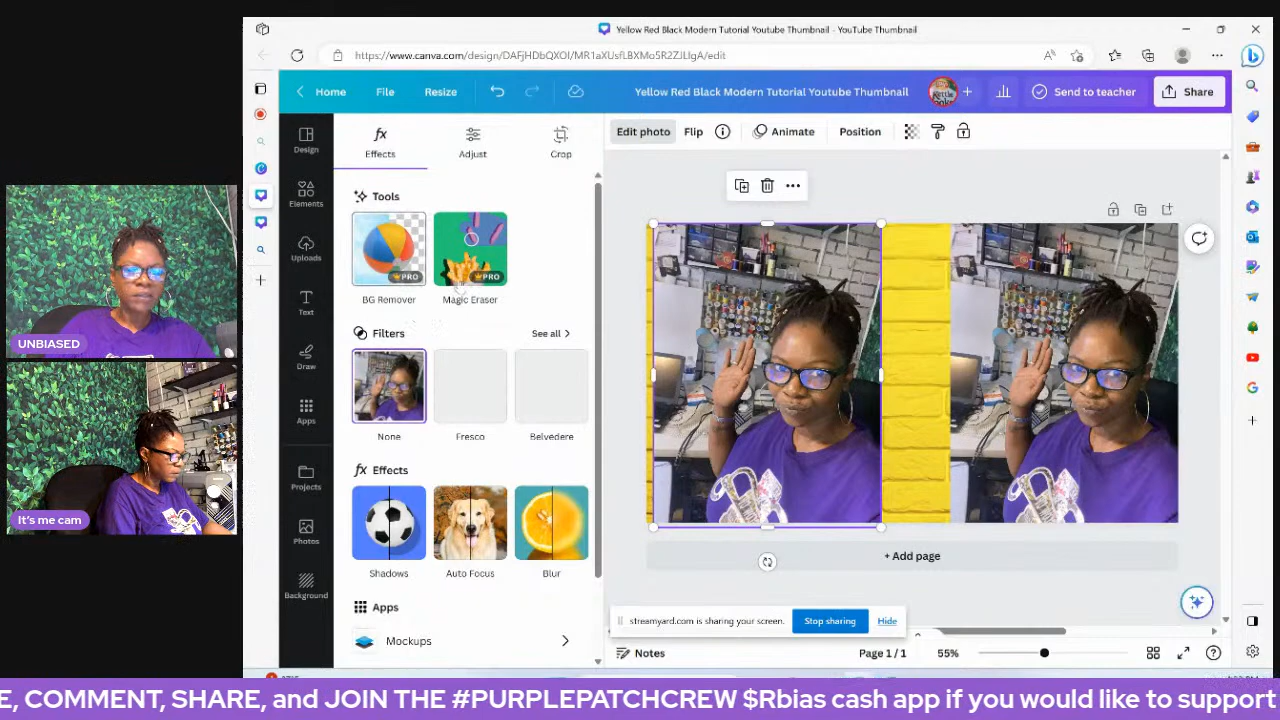 Yellow Red Black Modern Tutorial Youtube Thumbnail - YouTube Thumbnail
https://www.canva.com/design/DAFjHDbQXOI/MR1aXUsfLBXMo5R2ZJLIgA/edit
Home File Resize Yellow Red Black Modern Tutorial Youtube Thumbnail Send to teacher Share
Design
Elements
Uploads
Text
Draw
Apps
Projects
Photos
Background
Effects Adjust Crop
Tools
PRO PRO
BG Remover Magic Eraser
Filters See all
None Fresco Belvedere
fx Effects
Shadows Auto Focus Blur
Apps
Mockups
Edit photo Flip Animate Position
+ Add page
streamyard.com is sharing your screen. Stop sharing Hide
Notes Page 1 / 1 55%
UNBIASED
It's me cam
E, COMMENT, SHARE, and JOIN THE #PURPLEPATCHCREW $Rbias cash app if you would like to support